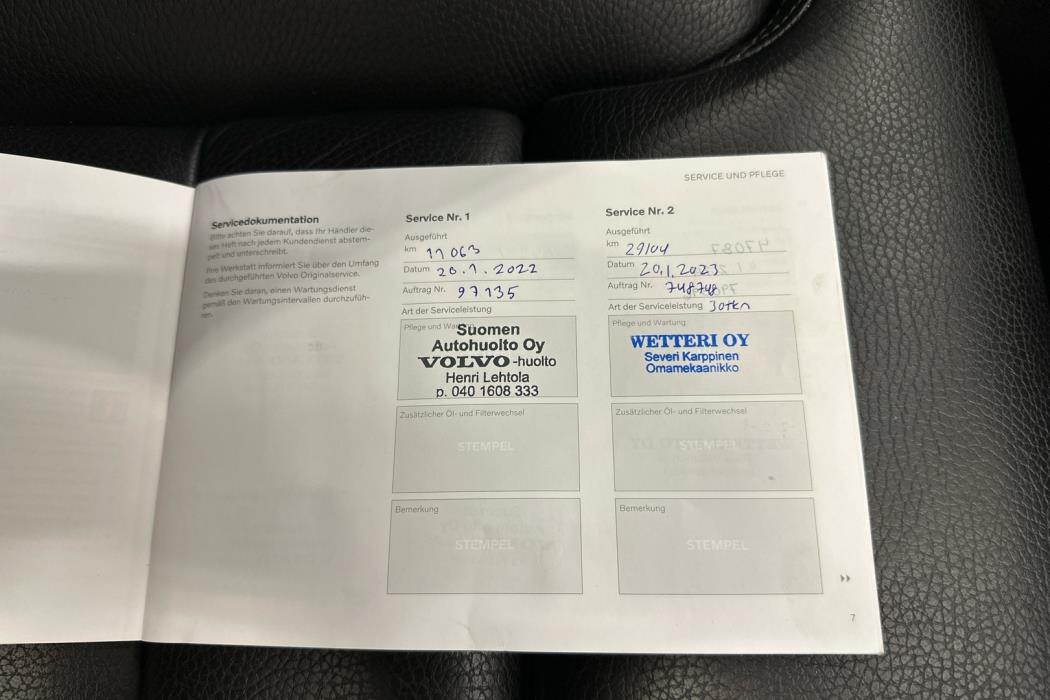 SERVICE UND PFLEGE
Servicedokumentation
Bitte achten Sie darauf, dass Ihr Händler die-
ses Heft nach jedem Kundendienst abstem-
pelt und unterschreibt.
Ihre Werkstatt informiert Sie über den Umfang
des durchgeführten Volvo Originalservice.
Denken Sie daran, einen Wartungsdienst
gemäß den Wartungsintervallen durchzufüh-
ren.
Service Nr. 1
Ausgeführt
km 11 063
Datum 20.1.2022
Auftrag Nr. 97135
Art der Serviceleistung
Pflege und Wartung
Suomen
Autohuolto Oy
VOLVO-huolto
Henri Lehtola
p. 040 1608 333
Zusätzlicher Öl- und Filterwechsel
STEMPEL
Bemerkung
STEMPEL
Service Nr. 2
Ausgeführt
km 29104
Datum 20.1.2023
Auftrag Nr. 748748
Art der Serviceleistung
Pflege und Wartung
WETTERI OY
Severi Karppinen
Omamekaanikko
Zusätzlicher Öl- und Filterwechsel
STEMPEL
Bemerkung
STEMPEL
7